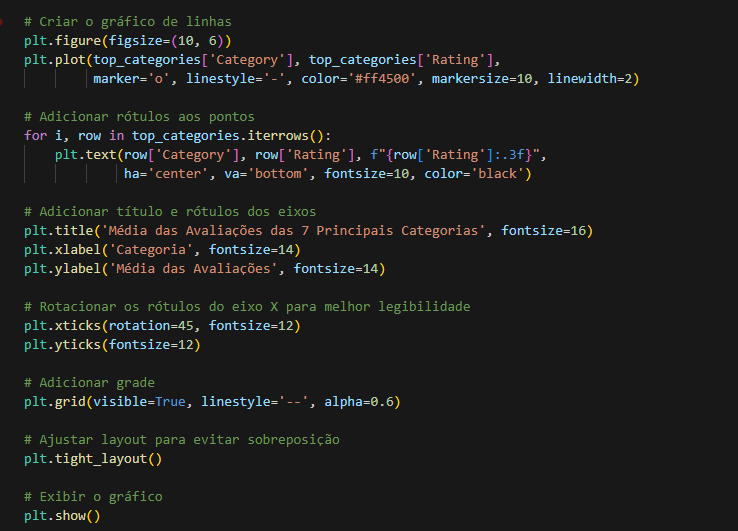 # Criar o gráfico de linhas
plt.figure(figsize=(10, 6))
plt.plot(top_categories['Category'], top_categories['Rating'],
         marker='o', linestyle='-', color='#ff4500', markersize=10, linewidth=2)
# Adicionar rótulos aos pontos
for i, row in top_categories.iterrows():
    plt.text(row['Category'], row['Rating'], f"{row['Rating']:.3f}",
             ha='center', va='bottom', fontsize=10, color='black')
# Adicionar título e rótulos dos eixos
plt.title('Média das Avaliações das 7 Principais Categorias', fontsize=16)
plt.xlabel('Categoria', fontsize=14)
plt.ylabel('Média das Avaliações', fontsize=14)
# Rotacionar os rótulos do eixo X para melhor legibilidade
plt.xticks(rotation=45, fontsize=12)
plt.yticks(fontsize=12)
# Adicionar grade
plt.grid(visible=True, linestyle='--', alpha=0.6)
# Ajustar layout para evitar sobreposição
plt.tight_layout()
# Exibir o gráfico
plt.show()